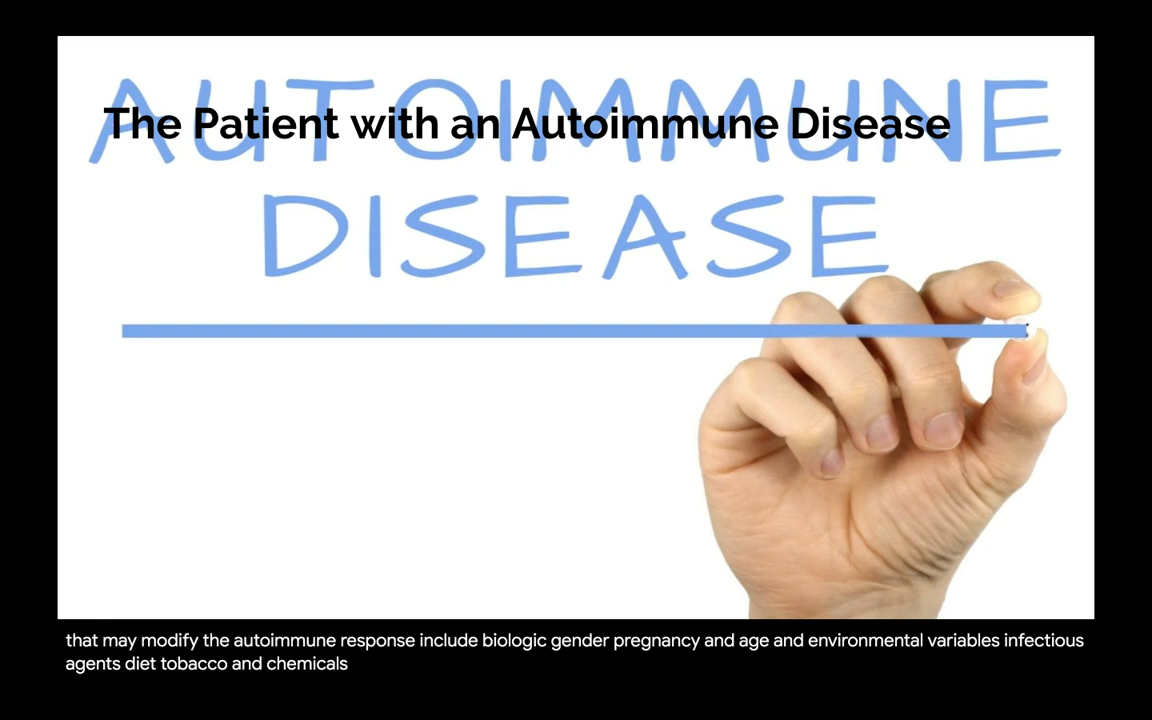 AUTOIMMUNE
The Patient with an Autoimmune Disease
DISEASE
that may modify the autoimmune response include biologic gender pregnancy and age and environmental variables infectious
agents diet tobacco and chemicals